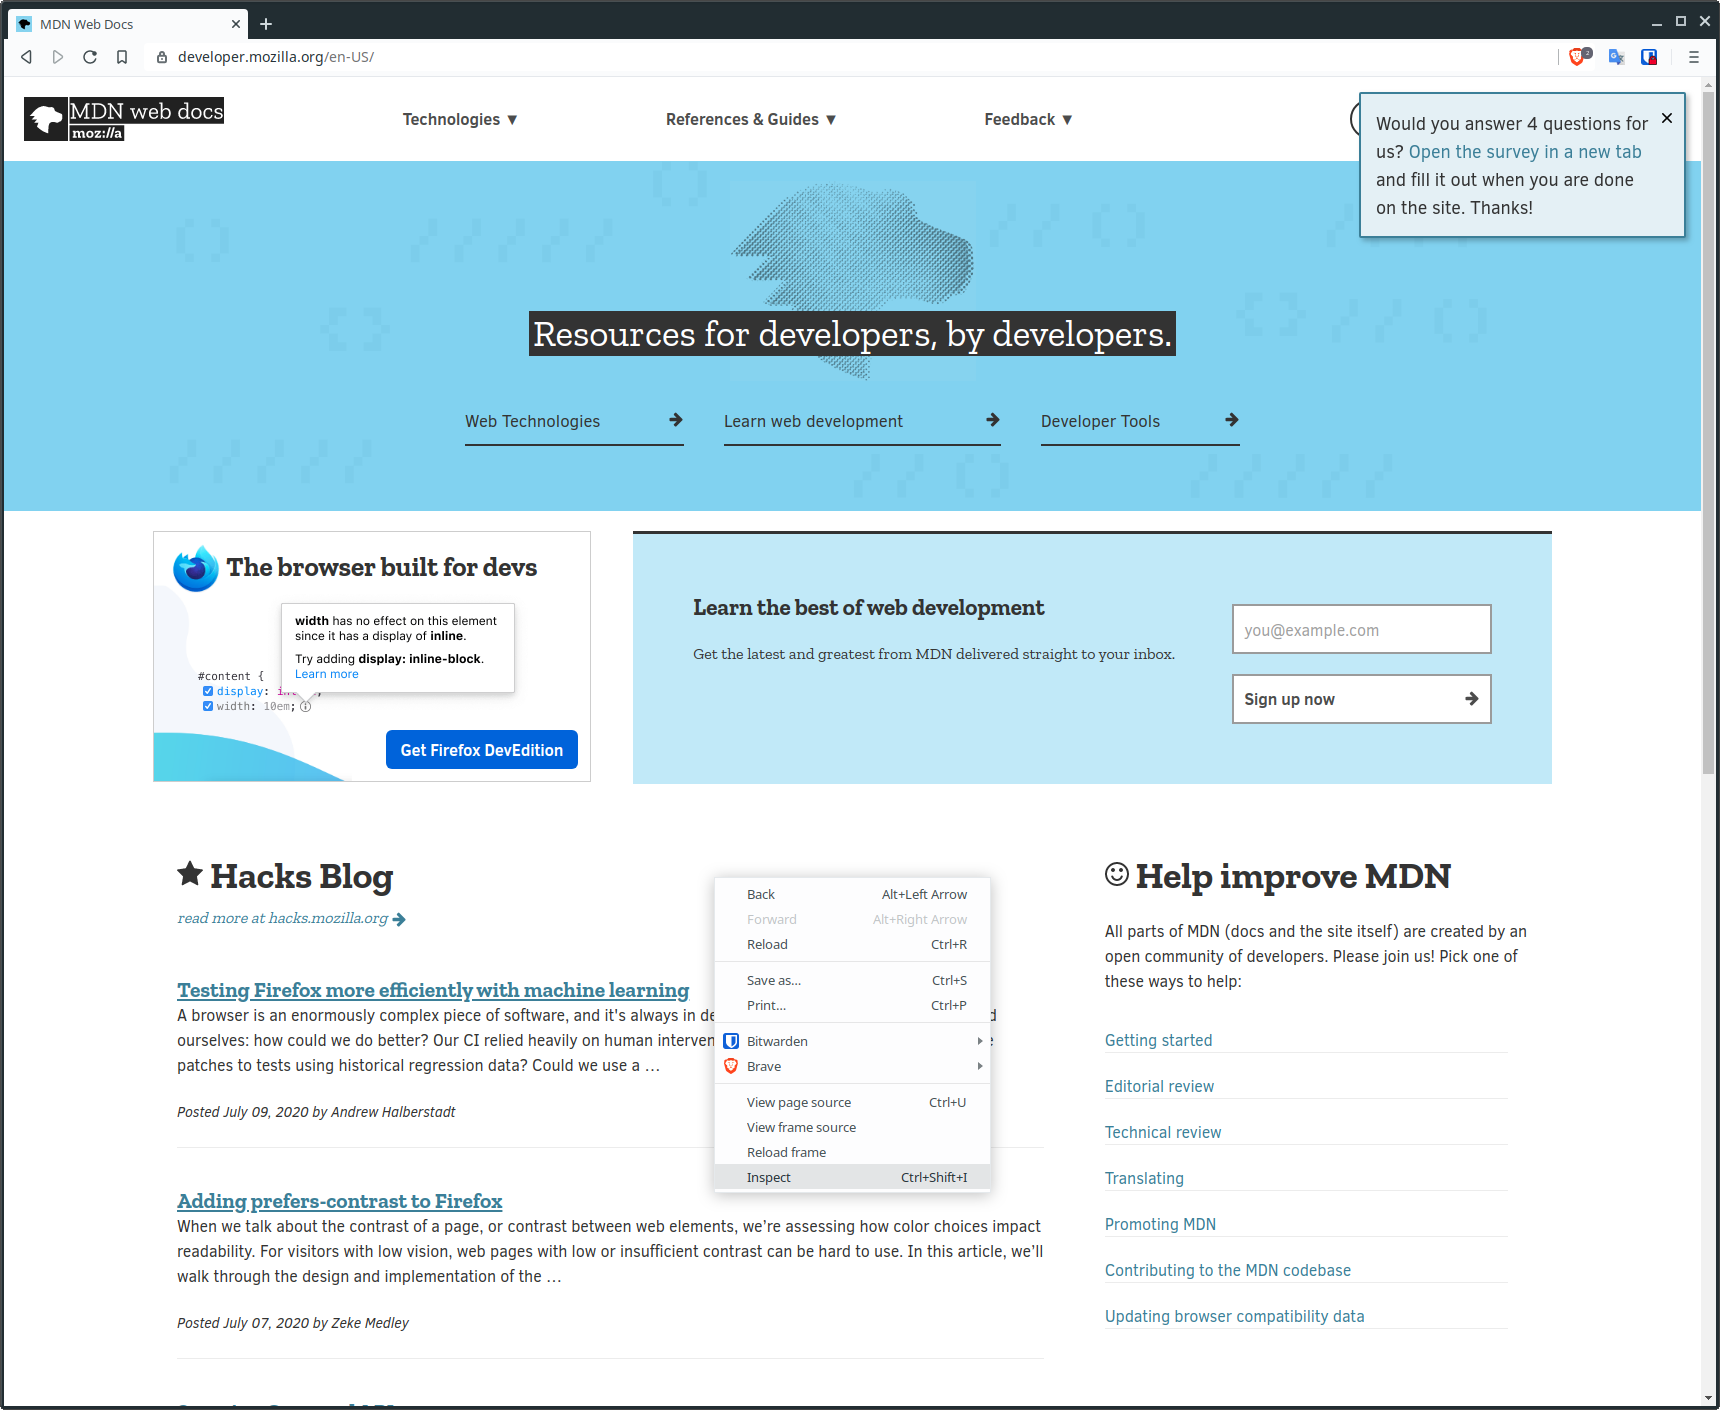 MDN Web Docs
developer.mozilla.org/en-US/
2
MDN web docs
moz://a
Technologies ▼
References & Guides ▼
Feedback ▼
Would you answer 4 questions for
us? Open the survey in a new tab
and fill it out when you are done
on the site. Thanks!
Resources for developers, by developers.
Web Technologies
Learn web development
Developer Tools
The browser built for devs
width has no effect on this element
since it has a display of inline.
Try adding display: inline-block.
Learn more
#content {
display:
width: 10em;
Get Firefox DevEdition
Learn the best of web development
Get the latest and greatest from MDN delivered straight to your inbox.
you@example.com
Sign up now
Hacks Blog
read more at hacks.mozilla.org
Testing Firefox more efficiently with machine learning
A browser is an enormously complex piece of software, and it's always in
ourselves: how could we do better? Our CI relied heavily on human
patches to tests using historical regression data? Could we use a …
Posted July 09, 2020 by Andrew Halberstadt
Adding prefers-contrast to Firefox
When we talk about the contrast of a page, or contrast between web elements, we’re assessing how color choices impact
readability. For visitors with low vision, web pages with low or insufficient contrast can be hard to use. In this article, we’ll
walk through the design and implementation of the …
Posted July 07, 2020 by Zeke Medley
Back Alt+Left Arrow
Forward Alt+Right Arrow
Reload Ctrl+R
Save as... Ctrl+S
Print... Ctrl+P
Bitwarden
Brave
View page source Ctrl+U
View frame source
Reload frame
Inspect Ctrl+Shift+I
Help improve MDN
All parts of MDN (docs and the site itself) are created by an
open community of developers. Please join us! Pick one of
these ways to help:
Getting started
Editorial review
Technical review
Translating
Promoting MDN
Contributing to the MDN codebase
Updating browser compatibility data